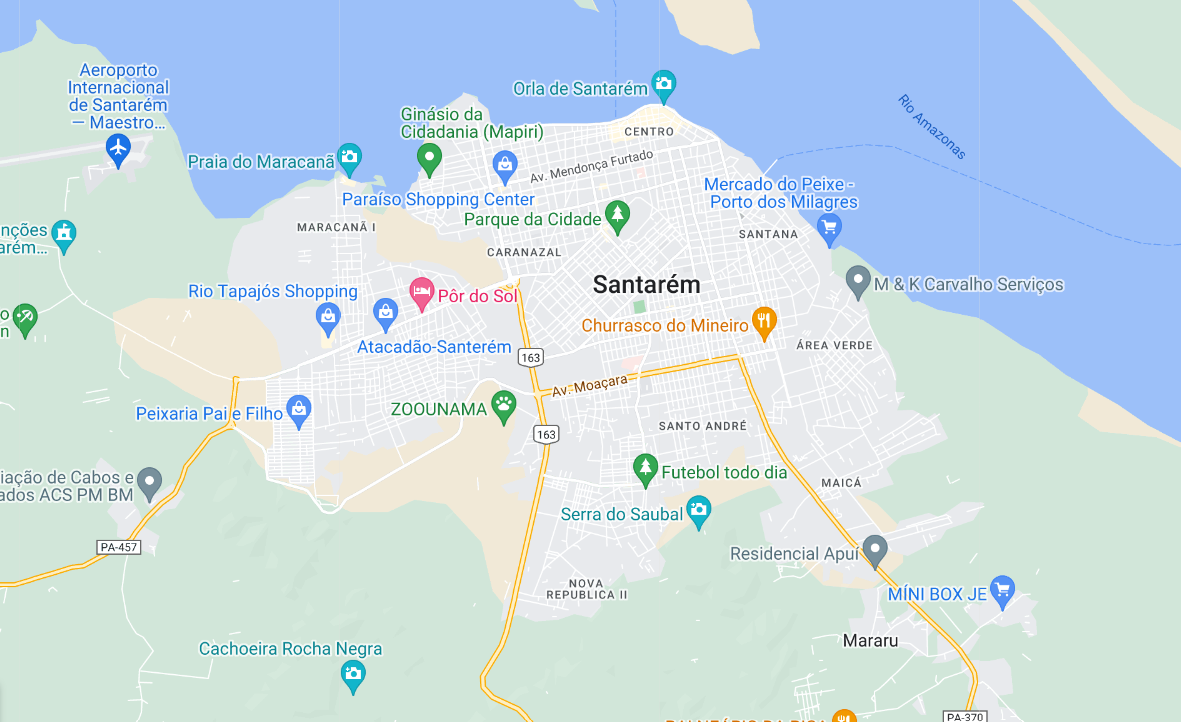 Aeroporto
Internacional
de Santarém
— Maestro...
Orla de Santarém
Ginásio da
Cidadania (Mapiri)
CENTRO
Rio Amazonas
Praia do Maracanã
Av. Mendonça Furtado
Paraíso Shopping Center
Mercado do Peixe -
Porto dos Milagres
Parque da Cidade
MARACANÃ I
nções
arém...
SANTANA
CARANAZAL
Santarém
M & K Carvalho Serviços
Rio Tapajós Shopping
Pôr do Sol
o
n
Churrasco do Mineiro
Atacadão-Santerém
ÁREA VERDE
163
Av. Moaçara
Peixaria Pai e Filho
ZOOUNAMA
163
SANTO ANDRÉ
iação de Cabos e
ados ACS PM BM
Futebol todo dia
MAICÁ
Serra do Saubal
PA-457
Residencial Apuí
NOVA
REPUBLICA II
MÍNI BOX JE
Mararu
Cachoeira Rocha Negra
PA-370